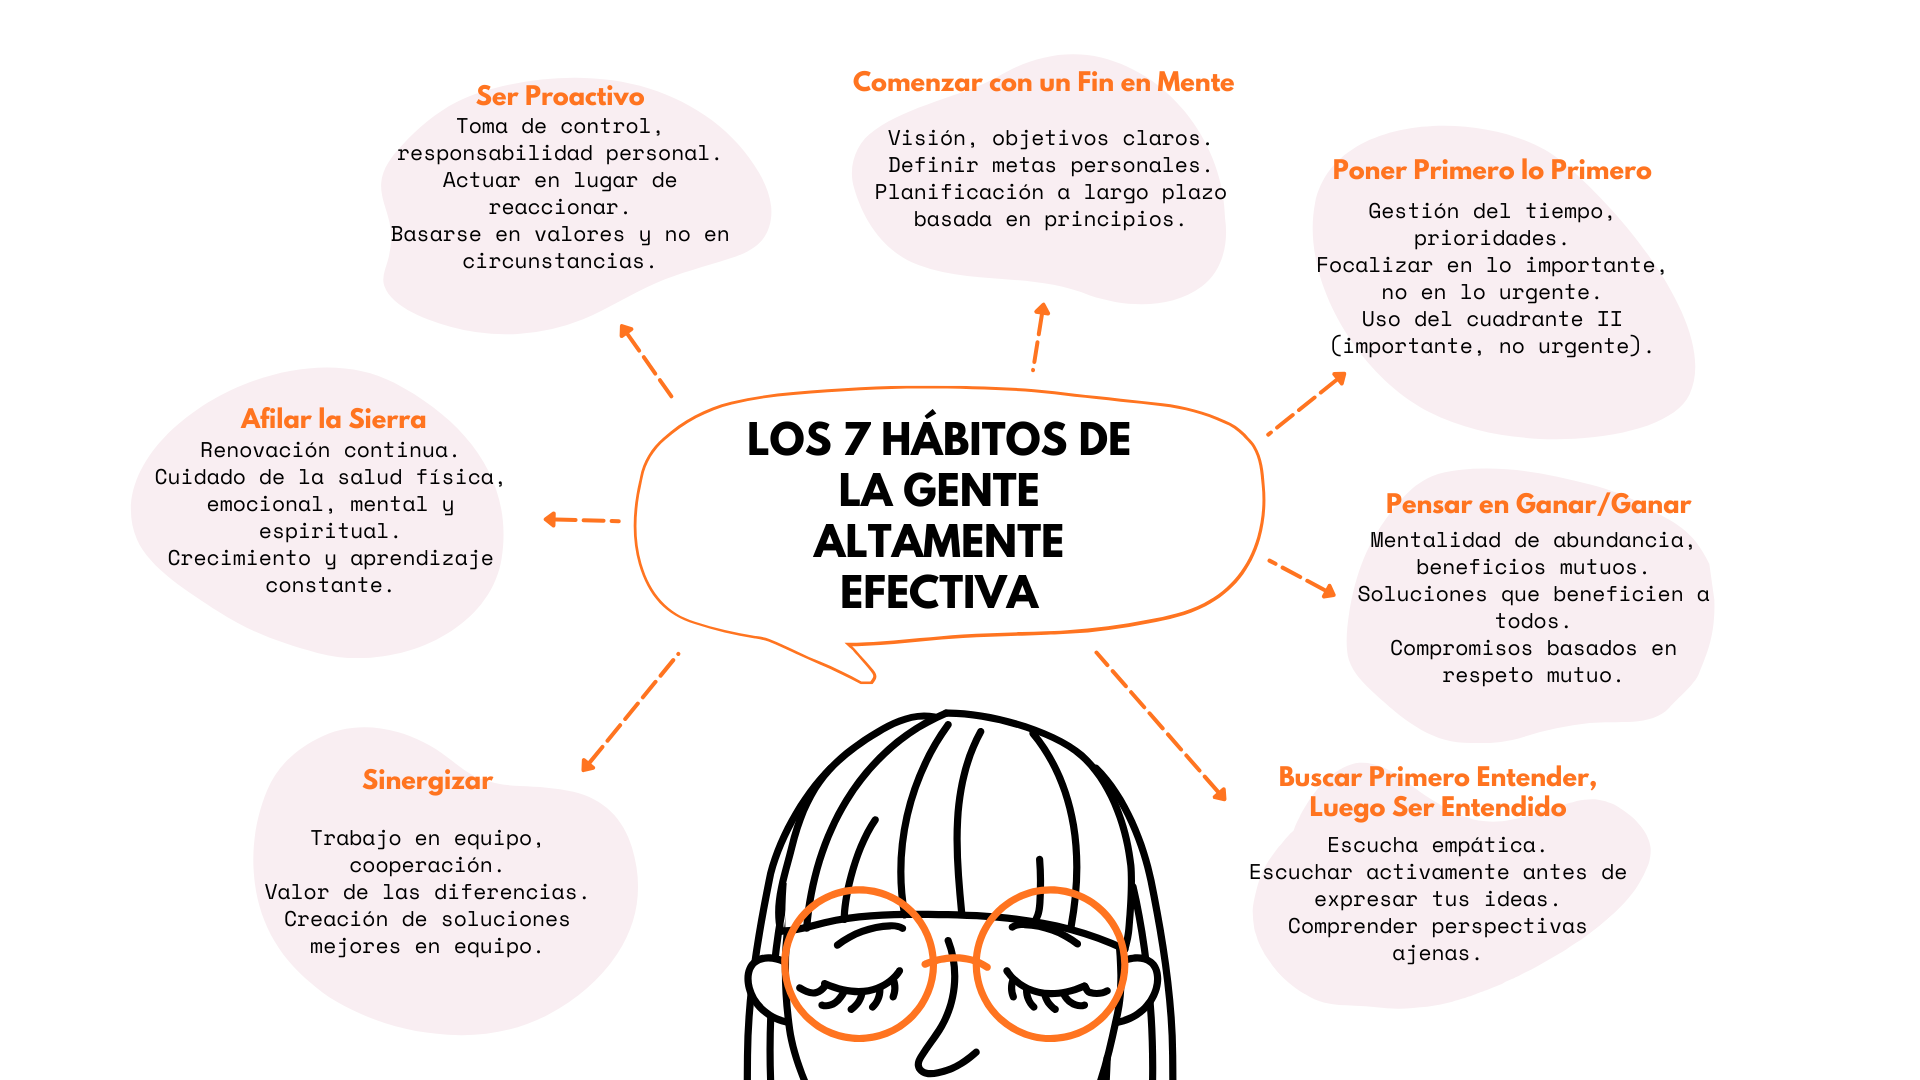 LOS 7 HÁBITOS DE
LA GENTE
ALTAMENTE
EFECTIVA
Ser Proactivo
Toma de control,
responsabilidad personal.
Actuar en lugar de
reaccionar.
Basarse en valores y no en
circunstancias.
Comenzar con un Fin en Mente
Visión, objetivos claros.
Definir metas personales.
Planificación a largo plazo
basada en principios.
Poner Primero lo Primero
Gestión del tiempo,
prioridades.
Focalizar en lo importante,
no en lo urgente.
Uso del cuadrante II
(importante, no urgente).
Pensar en Ganar/Ganar
Mentalidad de abundancia,
beneficios mutuos.
Soluciones que beneficien a
todos.
Compromisos basados en
respeto mutuo.
Buscar Primero Entender,
Luego Ser Entendido
Escucha empática.
Escuchar activamente antes de
expresar tus ideas.
Comprender perspectivas
ajenas.
Sinergizar
Trabajo en equipo,
cooperación.
Valor de las diferencias.
Creación de soluciones
mejores en equipo.
Afilar la Sierra
Renovación continua.
Cuidado de la salud física,
emocional, mental y
espiritual.
Crecimiento y aprendizaje
constante.